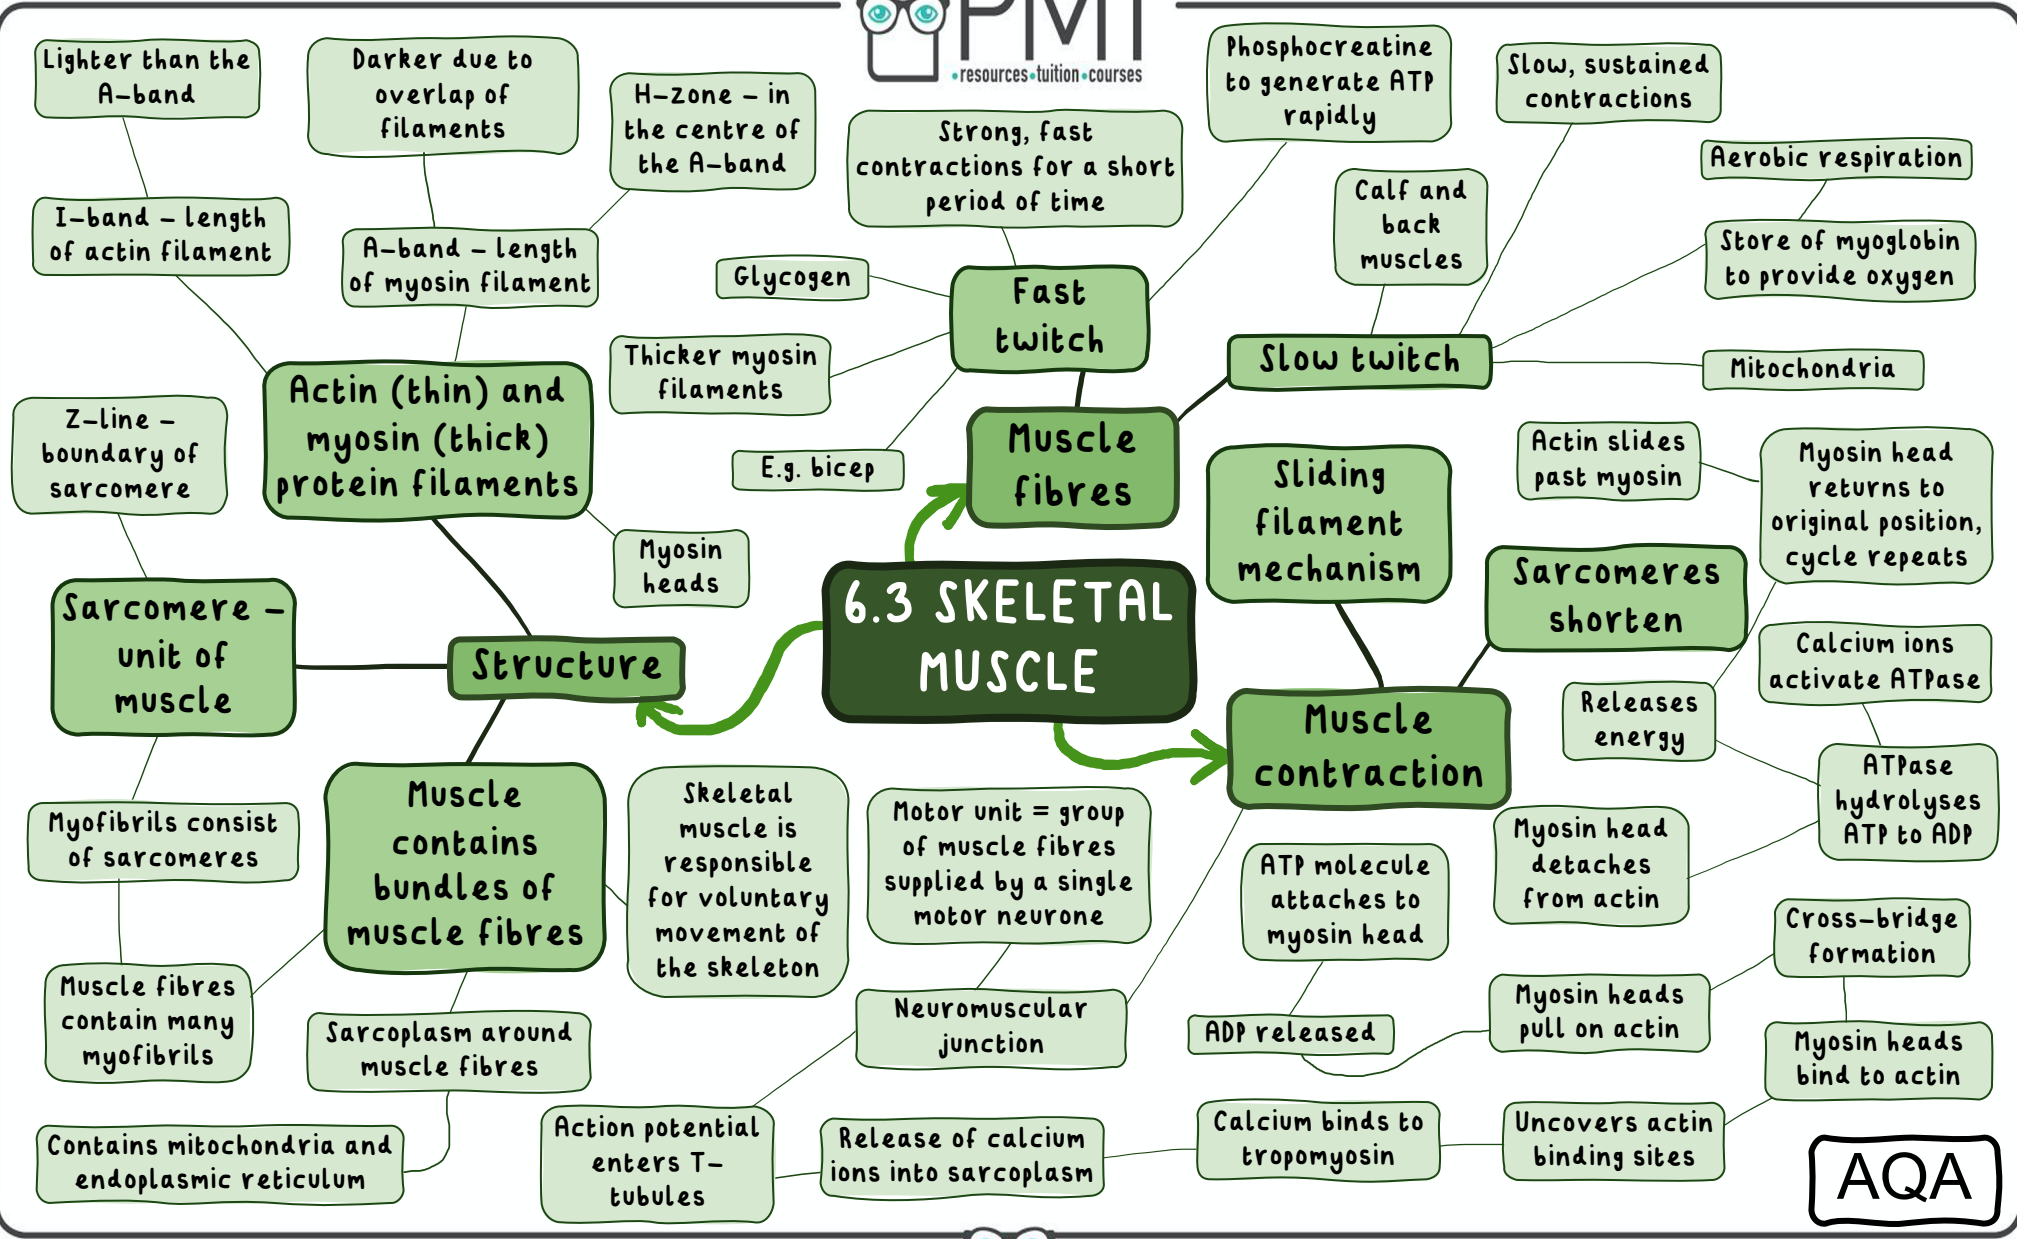 PMT
•resources•tuition•courses
6.3 SKELETAL
MUSCLE
Structure
Actin (thin) and
myosin (thick)
protein filaments
I-band – length
of actin filament
Lighter than the
A-band
A-band – length
of myosin filament
Darker due to
overlap of
filaments
H-zone – in
the centre of
the A-band
Myosin
heads
Sarcomere –
unit of
muscle
Z-line –
boundary of
sarcomere
Myofibrils consist
of sarcomeres
Muscle fibres
contain many
myofibrils
Muscle
contains
bundles of
muscle fibres
Skeletal
muscle is
responsible
for voluntary
movement of
the skeleton
Sarcoplasm around
muscle fibres
Contains mitochondria and
endoplasmic reticulum
Muscle
fibres
Fast
twitch
Strong, fast
contractions for a short
period of time
Glycogen
Thicker myosin
filaments
E.g. bicep
Phosphocreatine
to generate ATP
rapidly
Slow twitch
Calf and
back
muscles
Slow, sustained
contractions
Aerobic respiration
Store of myoglobin
to provide oxygen
Mitochondria
Muscle
contraction
Sliding
filament
mechanism
Sarcomeres
shorten
Neuromuscular
junction
Motor unit = group
of muscle fibres
supplied by a single
motor neurone
Action potential
enters T-
tubules
Release of calcium
ions into sarcoplasm
Calcium binds to
tropomyosin
Uncovers actin
binding sites
Myosin heads
bind to actin
Cross-bridge
formation
Myosin heads
pull on actin
ADP released
ATP molecule
attaches to
myosin head
Myosin head
detaches
from actin
ATPase
hydrolyses
ATP to ADP
Calcium ions
activate ATPase
Releases
energy
Myosin head
returns to
original position,
cycle repeats
Actin slides
past myosin
AQA